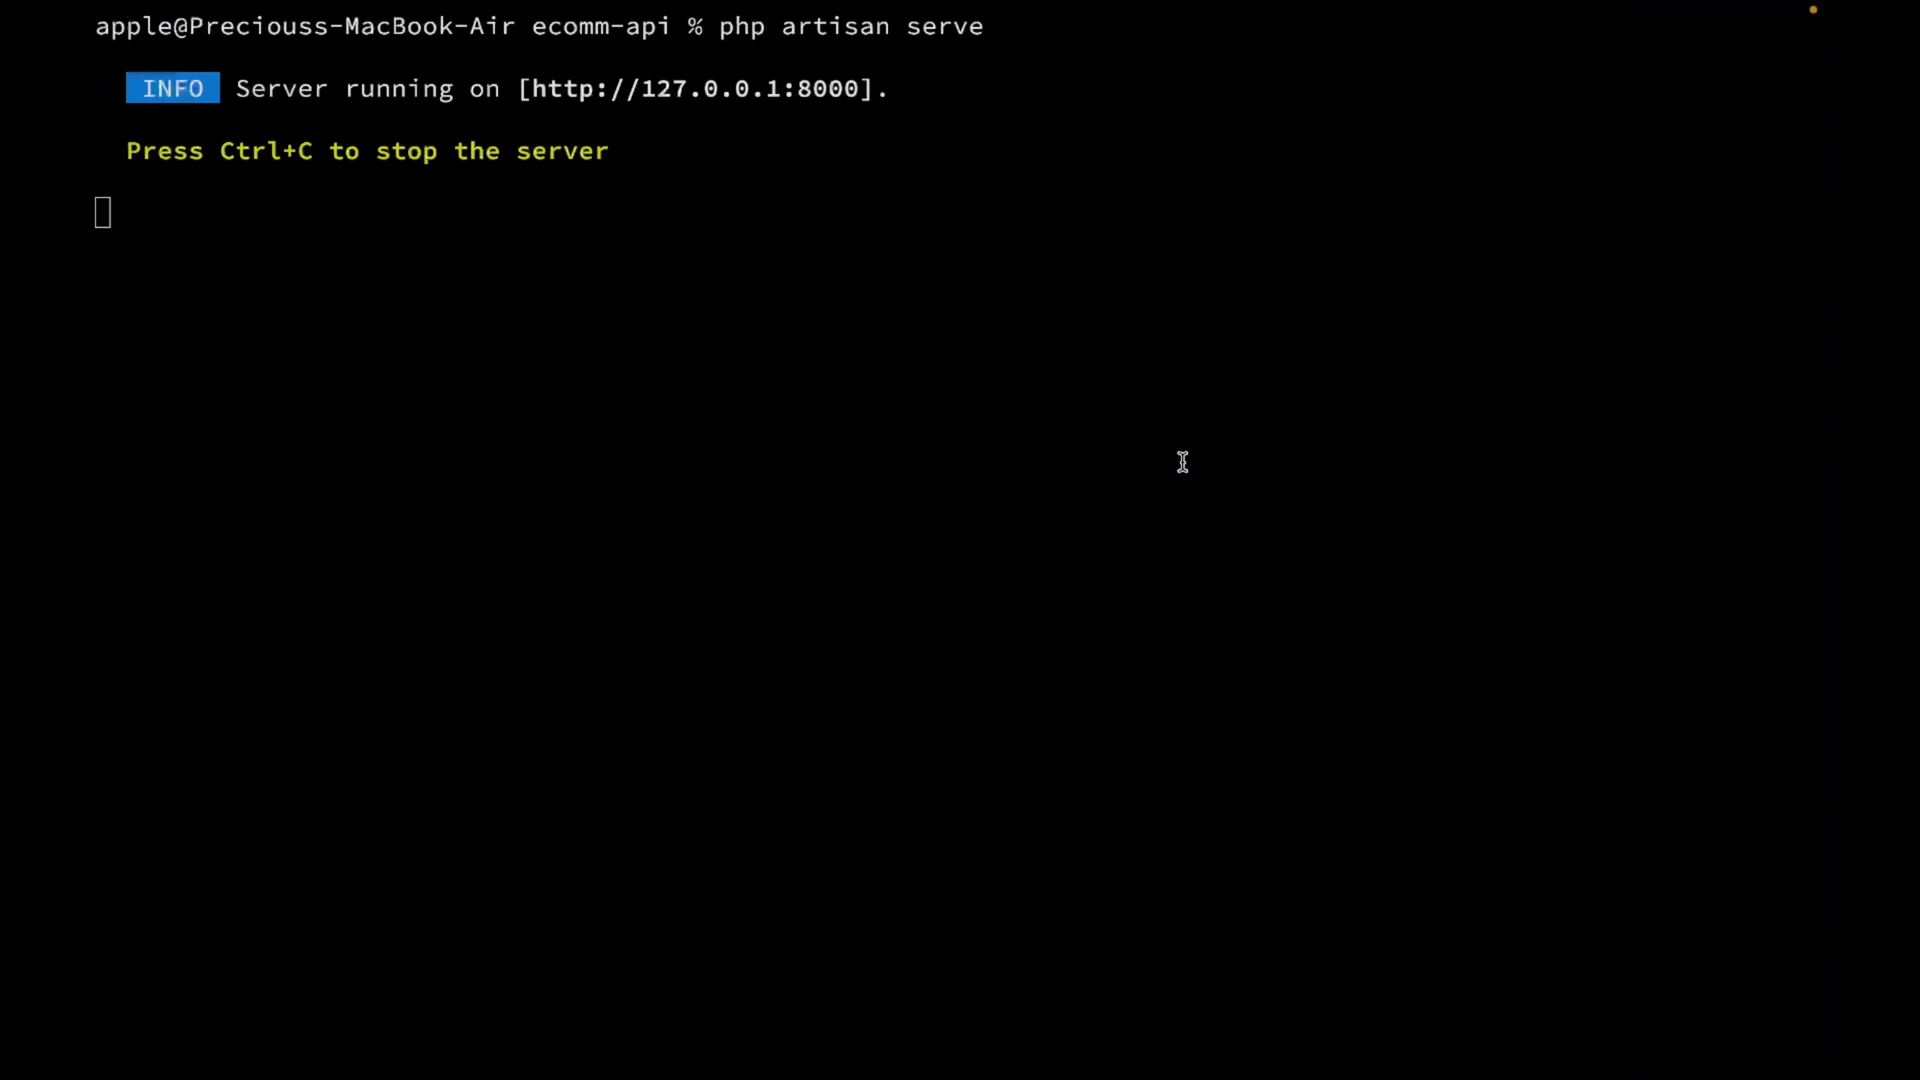 apple@Preciouss-MacBook-Air ecomm-api % php artisan serve
INFO Server running on [http://127.0.0.1:8000].
Press Ctrl+C to stop the server